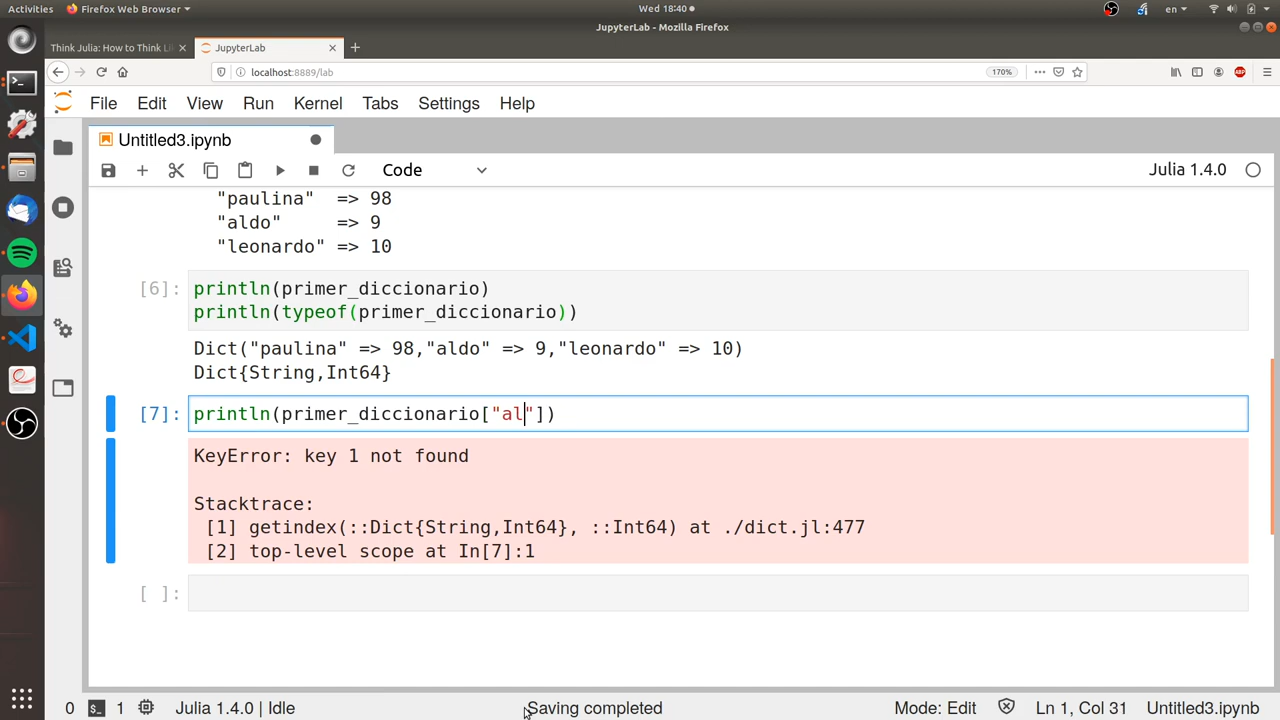 Activities Firefox Web Browser Wed 18:40 en
JupyterLab - Mozilla Firefox
Think Julia: How to Think Li JupyterLab
localhost:8889/lab 170% ABP
File Edit View Run Kernel Tabs Settings Help
Untitled3.ipynb
Code Julia 1.4.0
"paulina" => 98
"aldo" => 9
"leonardo" => 10
[6]: println(primer_diccionario)
println(typeof(primer_diccionario))
Dict("paulina" => 98,"aldo" => 9,"leonardo" => 10)
Dict{String,Int64}
[7]: println(primer_diccionario["al"])
KeyError: key 1 not found
Stacktrace:
[1] getindex(::Dict{String,Int64}, ::Int64) at ./dict.jl:477
[2] top-level scope at In[7]:1
[ ]:
0 1 Julia 1.4.0 | Idle Saving completed Mode: Edit Ln 1, Col 31 Untitled3.ipynb